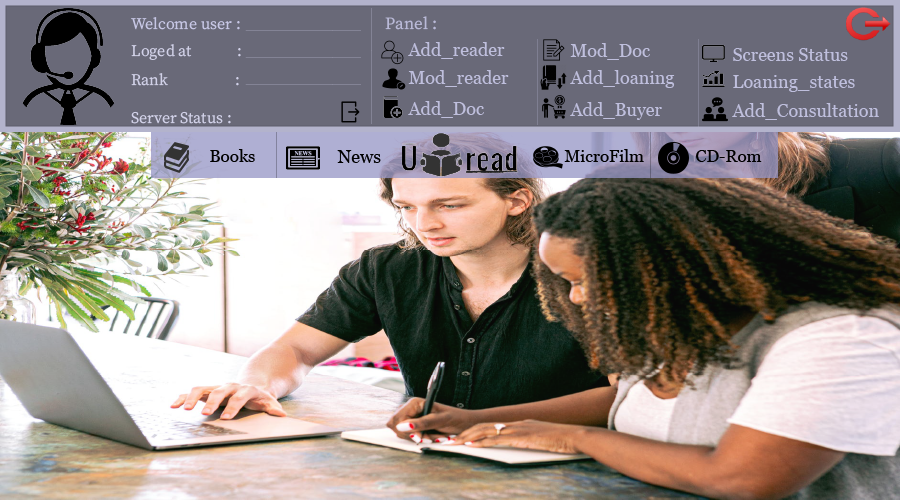 Welcome user :
Loged at :
Rank :
Server Status :
Panel :
Add_reader
Mod_reader
Add_Doc
Mod_Doc
Add_loaning
Add_Buyer
Screens Status
Loaning_states
Add_Consultation
Books
NEWS
News
U read
MicroFilm
CD-Rom